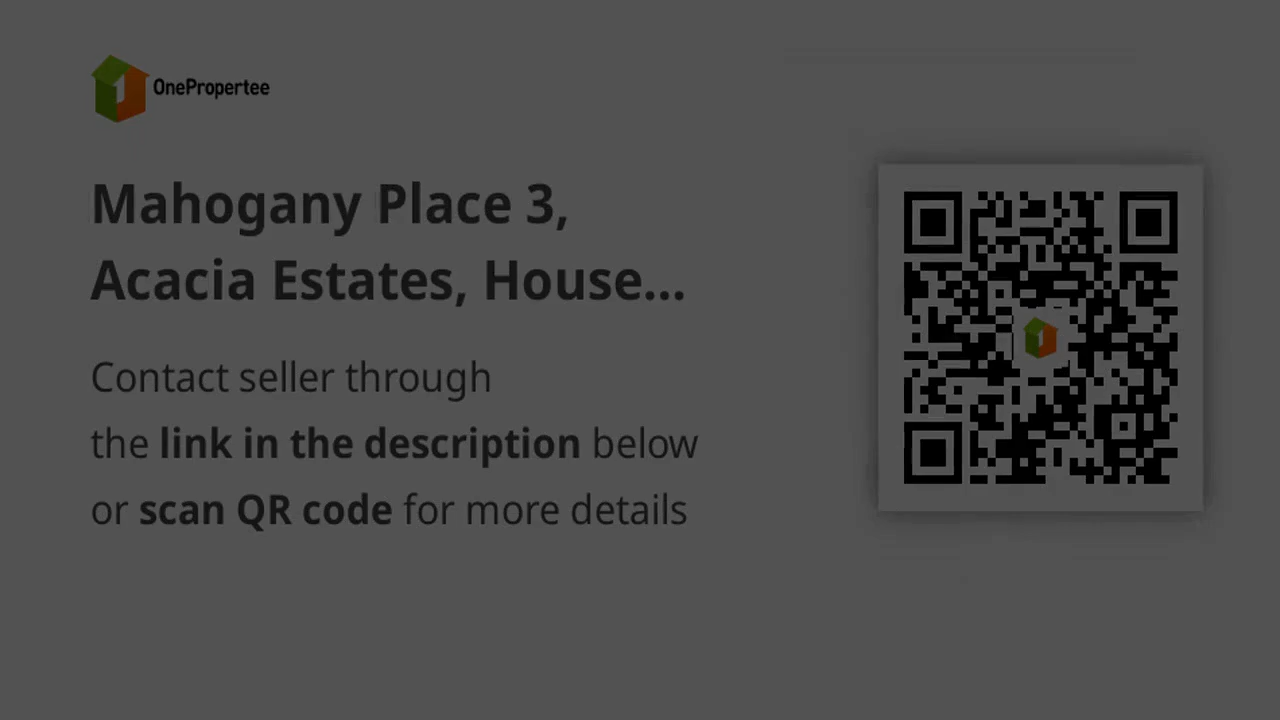 OnePropertee
Mahogany Place 3,
Acacia Estates, House...
Contact seller through
the link in the description below
or scan QR code for more details